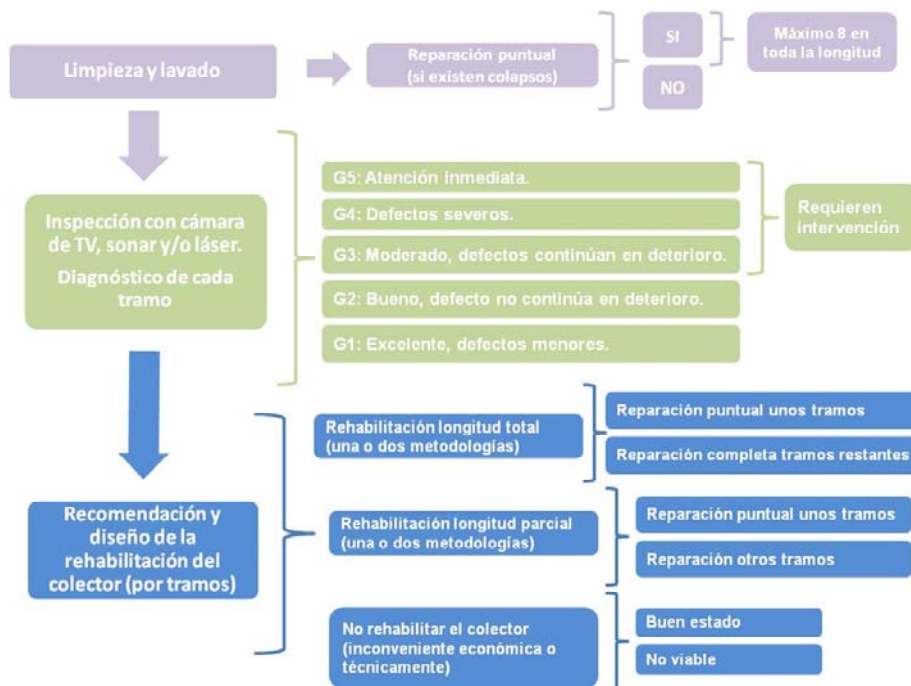 Limpieza y lavado
Reparación puntual
(si existen colapsos)
SI
NO
Máximo 8 en
toda la longitud
Inspección con cámara
de TV, sonar y/o láser.
Diagnóstico de cada
tramo
G5: Atención inmediata.
G4: Defectos severos.
G3: Moderado, defectos continúan en deterioro.
G2: Bueno, defecto no continúa en deterioro.
G1: Excelente, defectos menores.
Requieren
intervención
Recomendación y
diseño de la
rehabilitación del
colector (por tramos)
Rehabilitación longitud total
(una o dos metodologías)
Reparación puntual unos tramos
Reparación completa tramos restantes
Rehabilitación longitud parcial
(una o dos metodologías)
Reparación puntual unos tramos
Reparación otros tramos
No rehabilitar el colector
(inconveniente económica o
técnicamente)
Buen estado
No viable